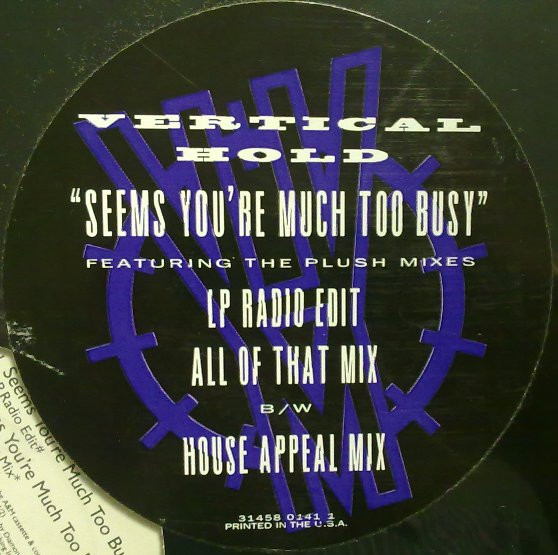 VERTICAL
HOLD
“SEEMS YOU'RE MUCH TOO BUSY”
FEATURING THE PLUSH MIXES
LP RADIO EDIT
ALL OF THAT MIX
B/W
HOUSE APPEAL MIX
31458 0141 1
PRINTED IN THE U.S.A.
Seems You're Much Too Bu
Radio Edit#
You're Much Too
Mix*